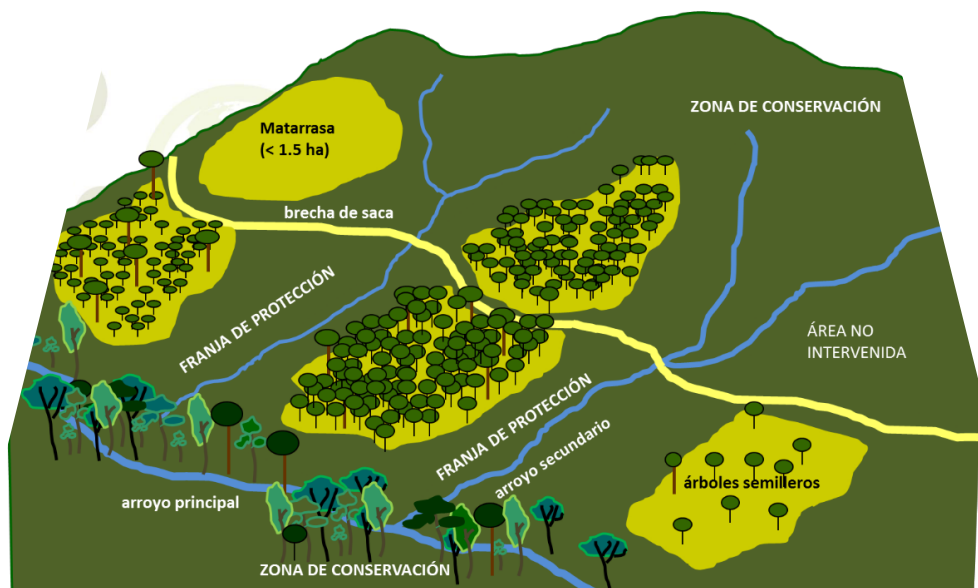 ZONA DE CONSERVACIÓN
Matarrasa
(< 1.5 ha)
brecha de saca
FRANJA DE PROTECCIÓN
ÁREA NO
INTERVENIDA
FRANJA DE PROTECCIÓN
arroyo secundario
árboles semilleros
arroyo principal
ZONA DE CONSERVACIÓN